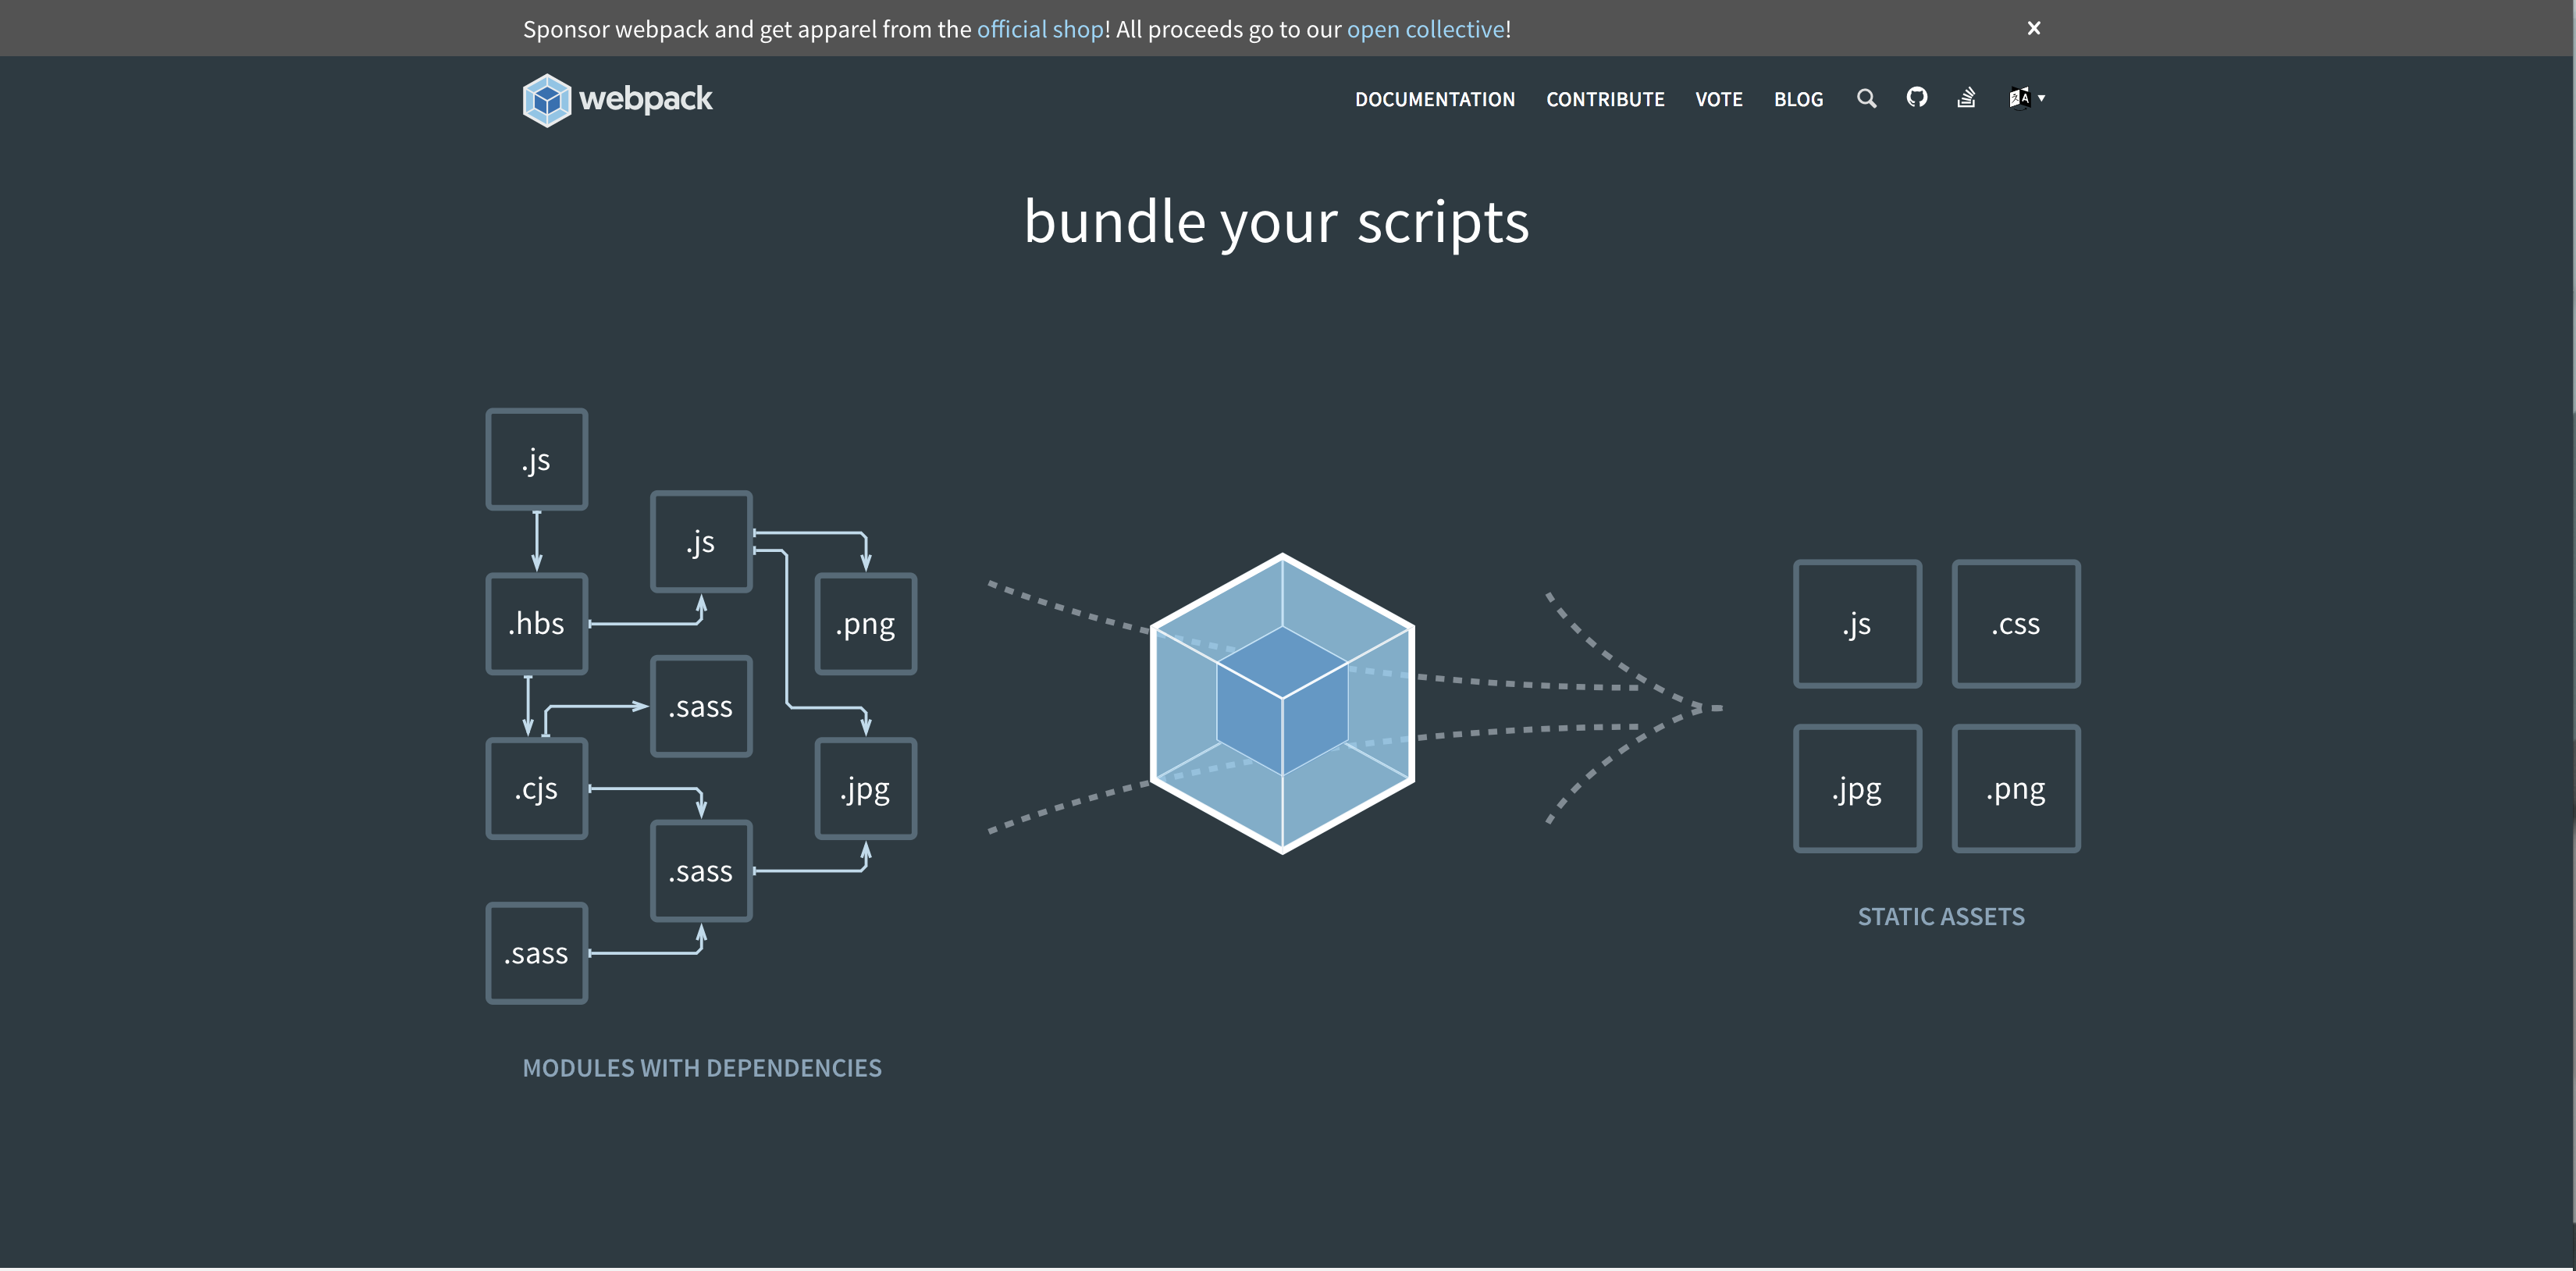 Sponsor webpack and get apparel from the official shop! All proceeds go to our open collective!
webpack
DOCUMENTATION CONTRIBUTE VOTE BLOG
bundle your scripts
.js
.js
.hbs
.png
.sass
.cjs
.jpg
.sass
.sass
MODULES WITH DEPENDENCIES
.js .css
.jpg .png
STATIC ASSETS